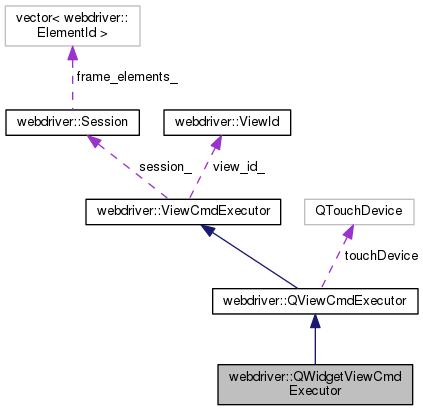 vector< webdriver::
ElementId >
frame_elements_
webdriver::Session
webdriver::ViewId
session_
view_id_
webdriver::ViewCmdExecutor
QTouchDevice
touchDevice
webdriver::QViewCmdExecutor
webdriver::QWidgetViewCmd
Executor